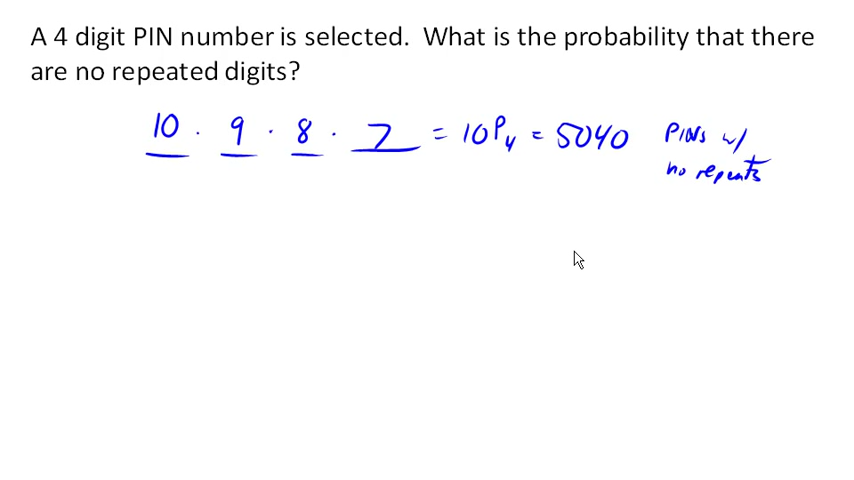 A 4 digit PIN number is selected. What is the probability that there
are no repeated digits?
10 · 9 · 8 · 7 = 10P4 = 5040 PINs w/
no repeats